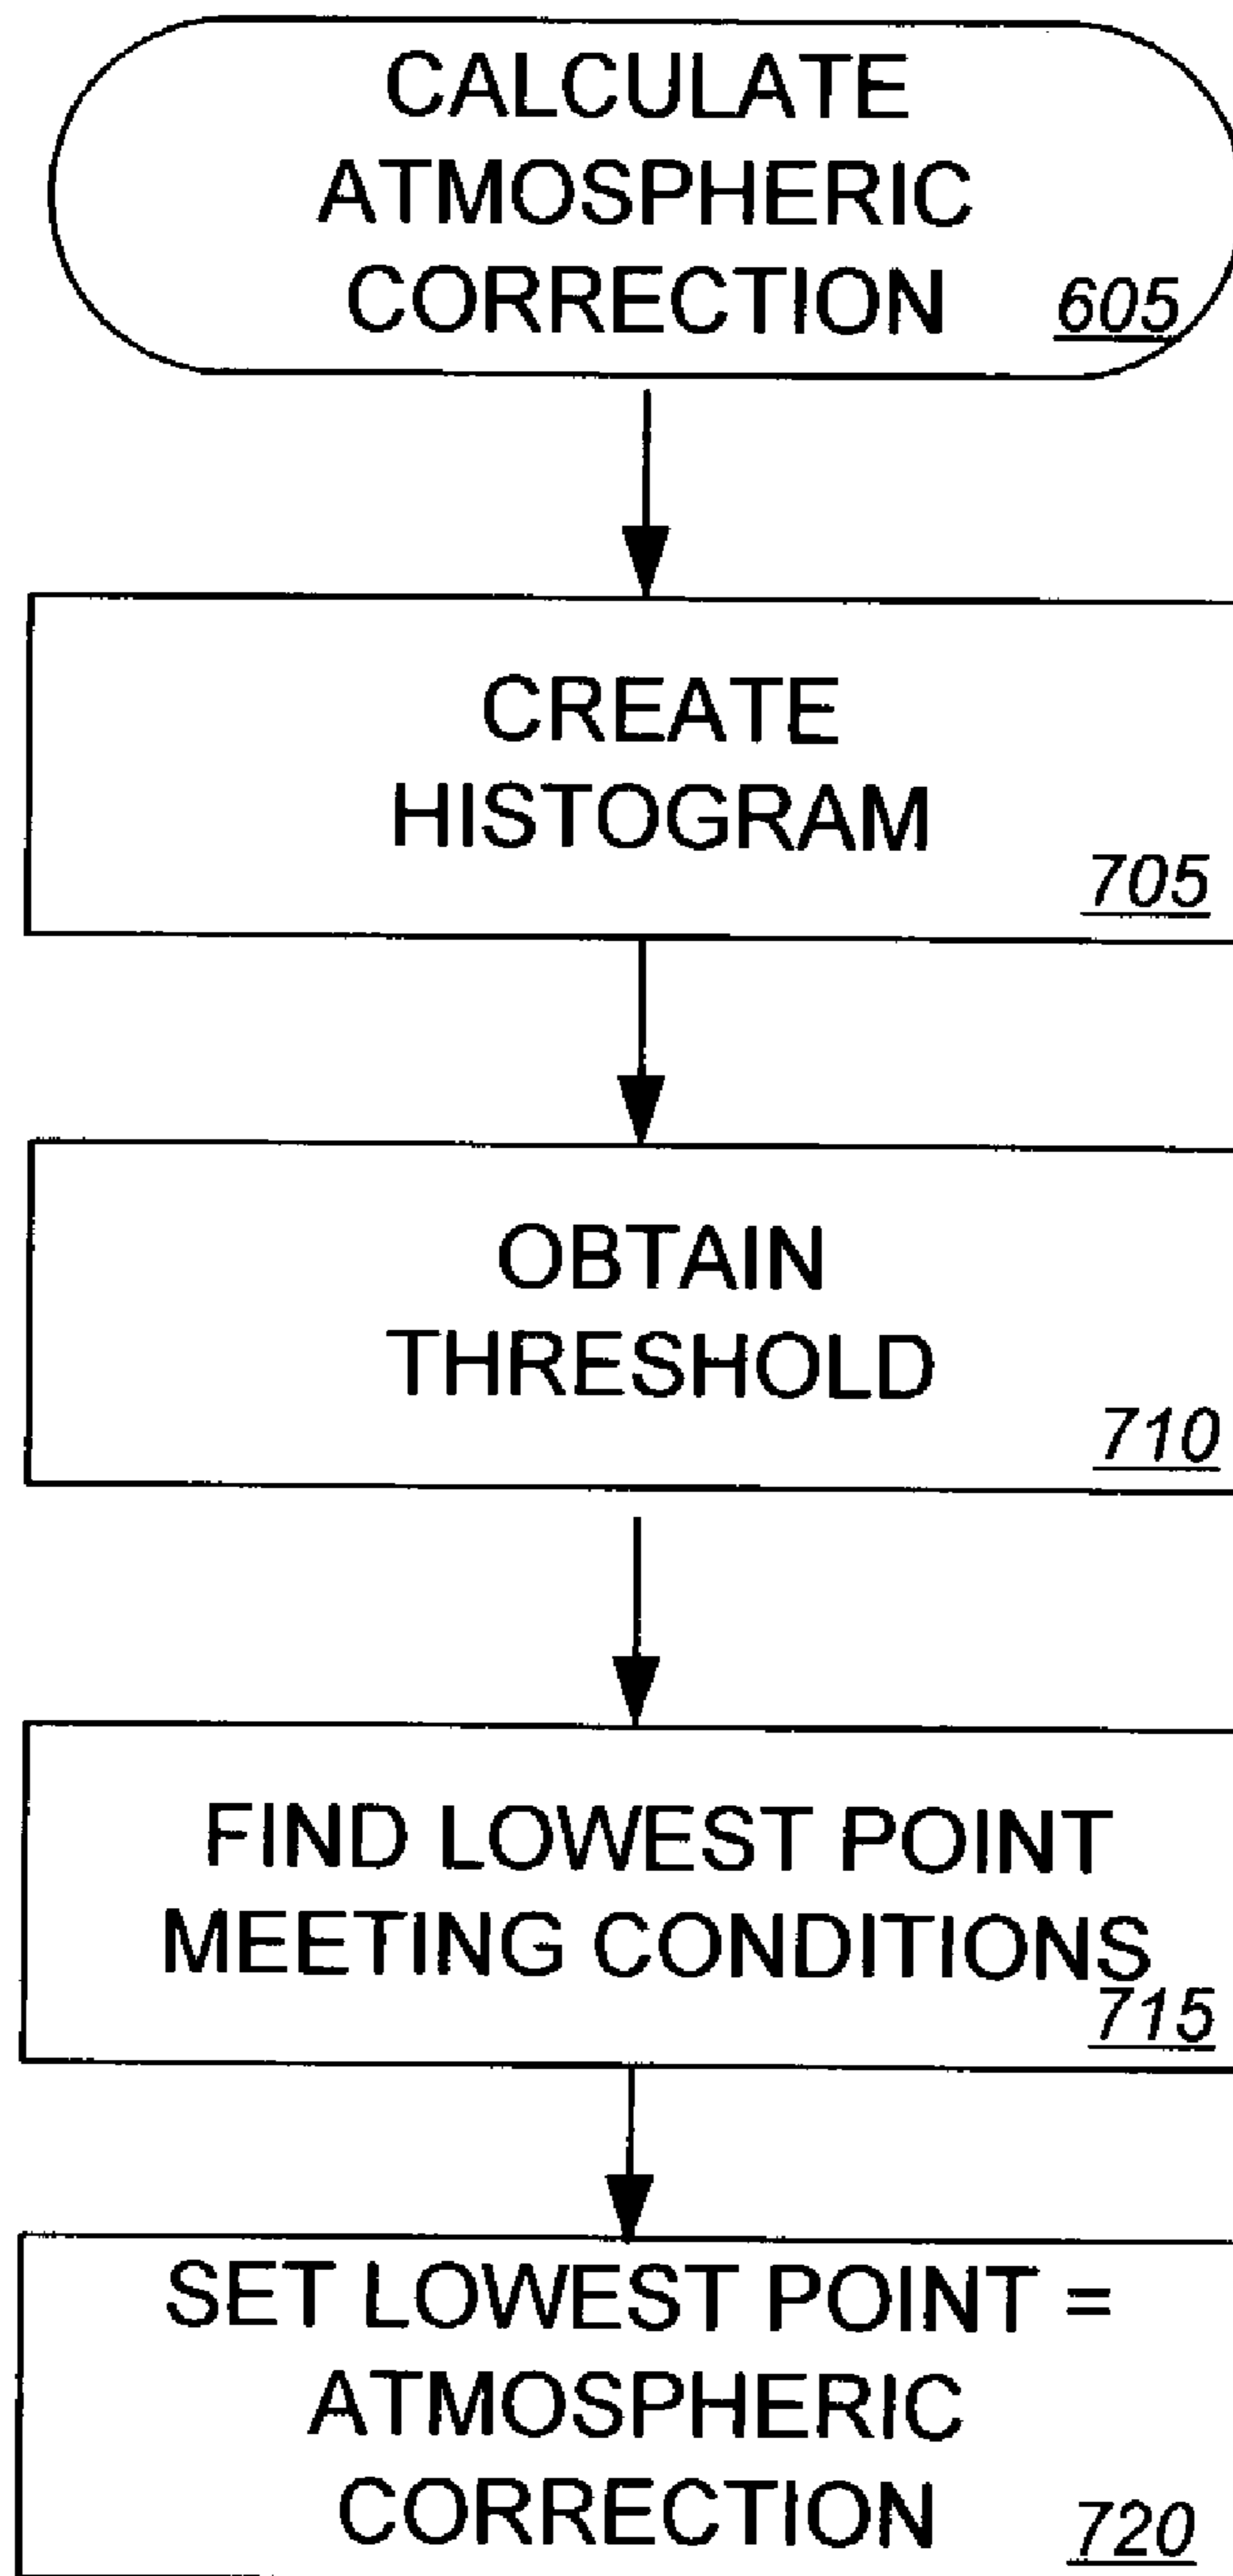 CALCULATE
ATMOSPHERIC
CORRECTION 605
CREATE
HISTOGRAM
705
OBTAIN
THRESHOLD
710
FIND LOWEST POINT
MEETING CONDITIONS
715
SET LOWEST POINT =
ATMOSPHERIC
CORRECTION 720